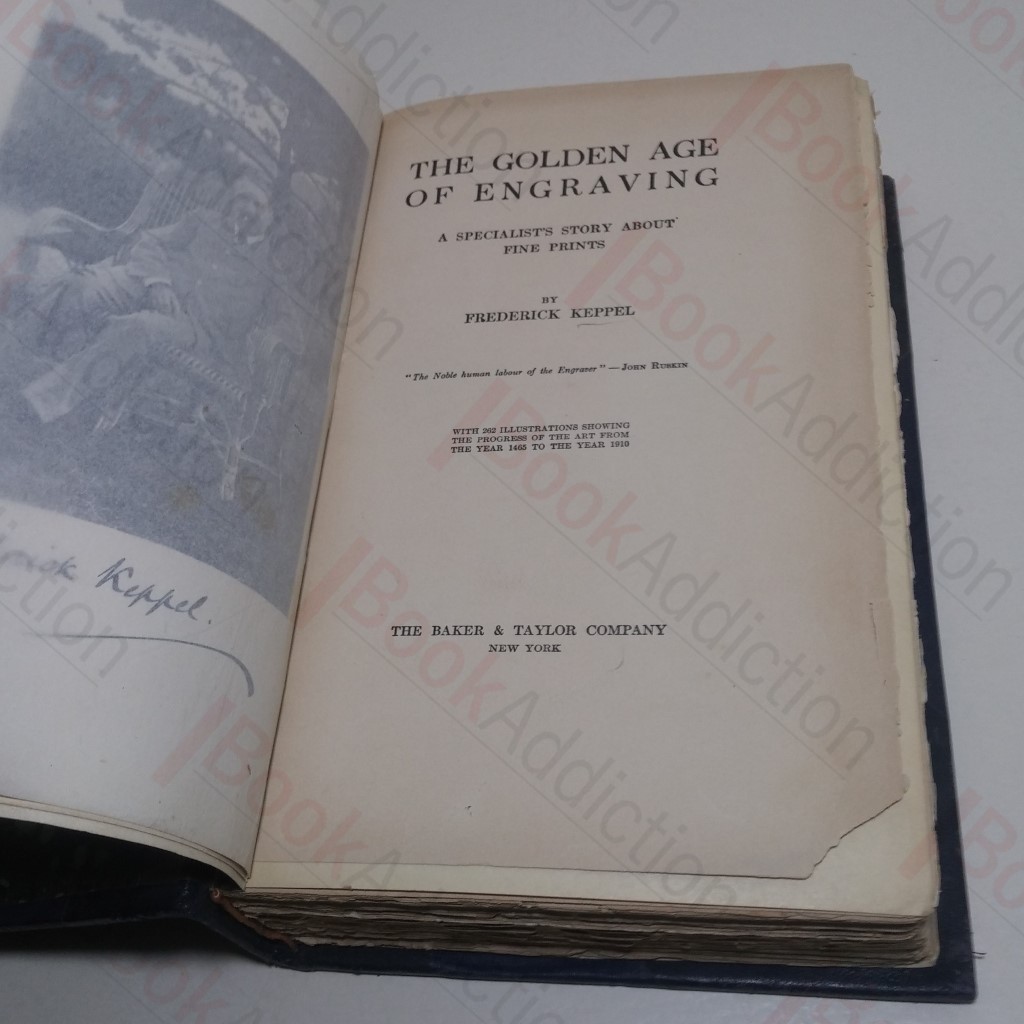 Keppel.
THE GOLDEN AGE
OF ENGRAVING
A SPECIALIST'S STORY ABOUT
FINE PRINTS
BY
FREDERICK KEPPEL
"The Noble human labour of the Engraver"—JOHN RUSKIN
WITH 262 ILLUSTRATIONS SHOWING
THE PROGRESS OF THE ART FROM
THE YEAR 1465 TO THE YEAR 1910
THE BAKER & TAYLOR COMPANY
NEW YORK
BookAddiction